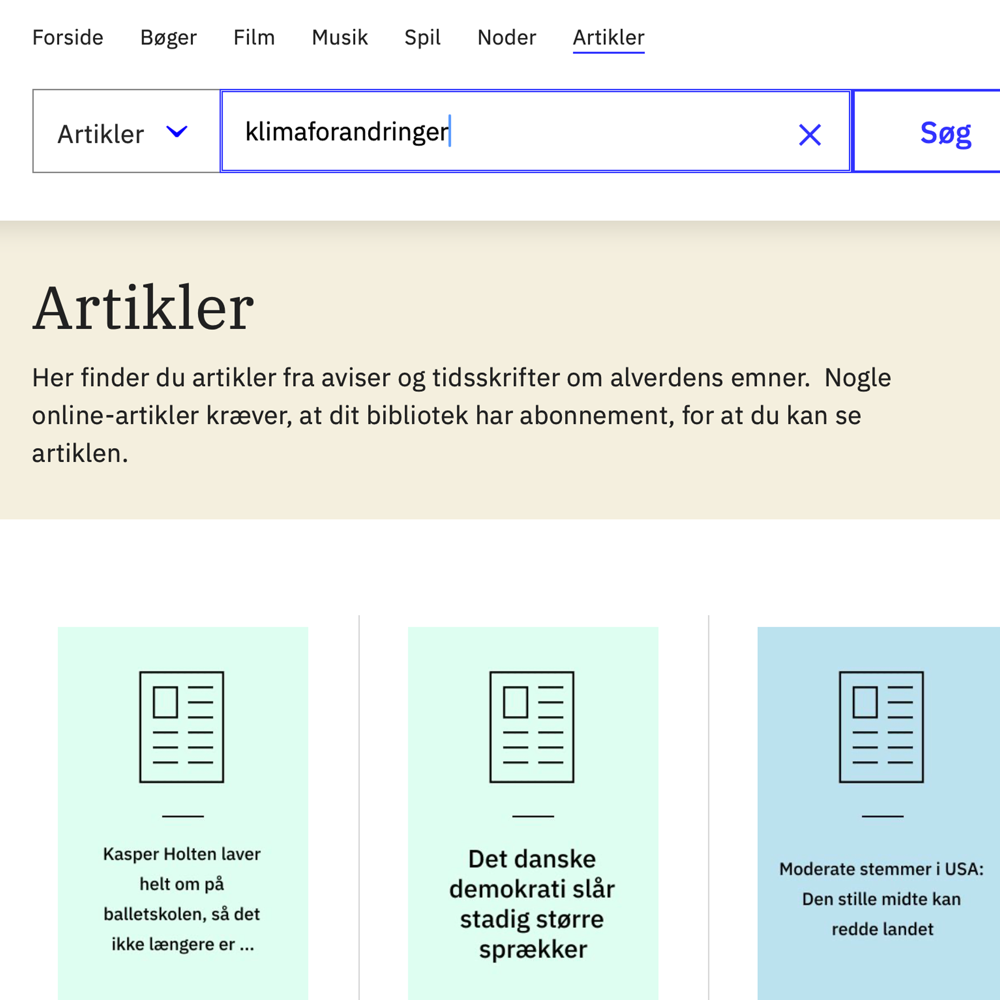 Forside Bøger Film Musik Spil Noder Artikler
Artikler klimaforandringer Søg
Artikler
Her finder du artikler fra aviser og tidsskrifter om alverdens emner.  Nogle
online-artikler kræver, at dit bibliotek har abonnement, for at du kan se
artiklen.
Kasper Holten laver
helt om på
balletskolen, så det
ikke længere er ...
Det danske
demokrati slår
stadig større
sprækker
Moderate stemmer i USA:
Den stille midte kan
redde landet